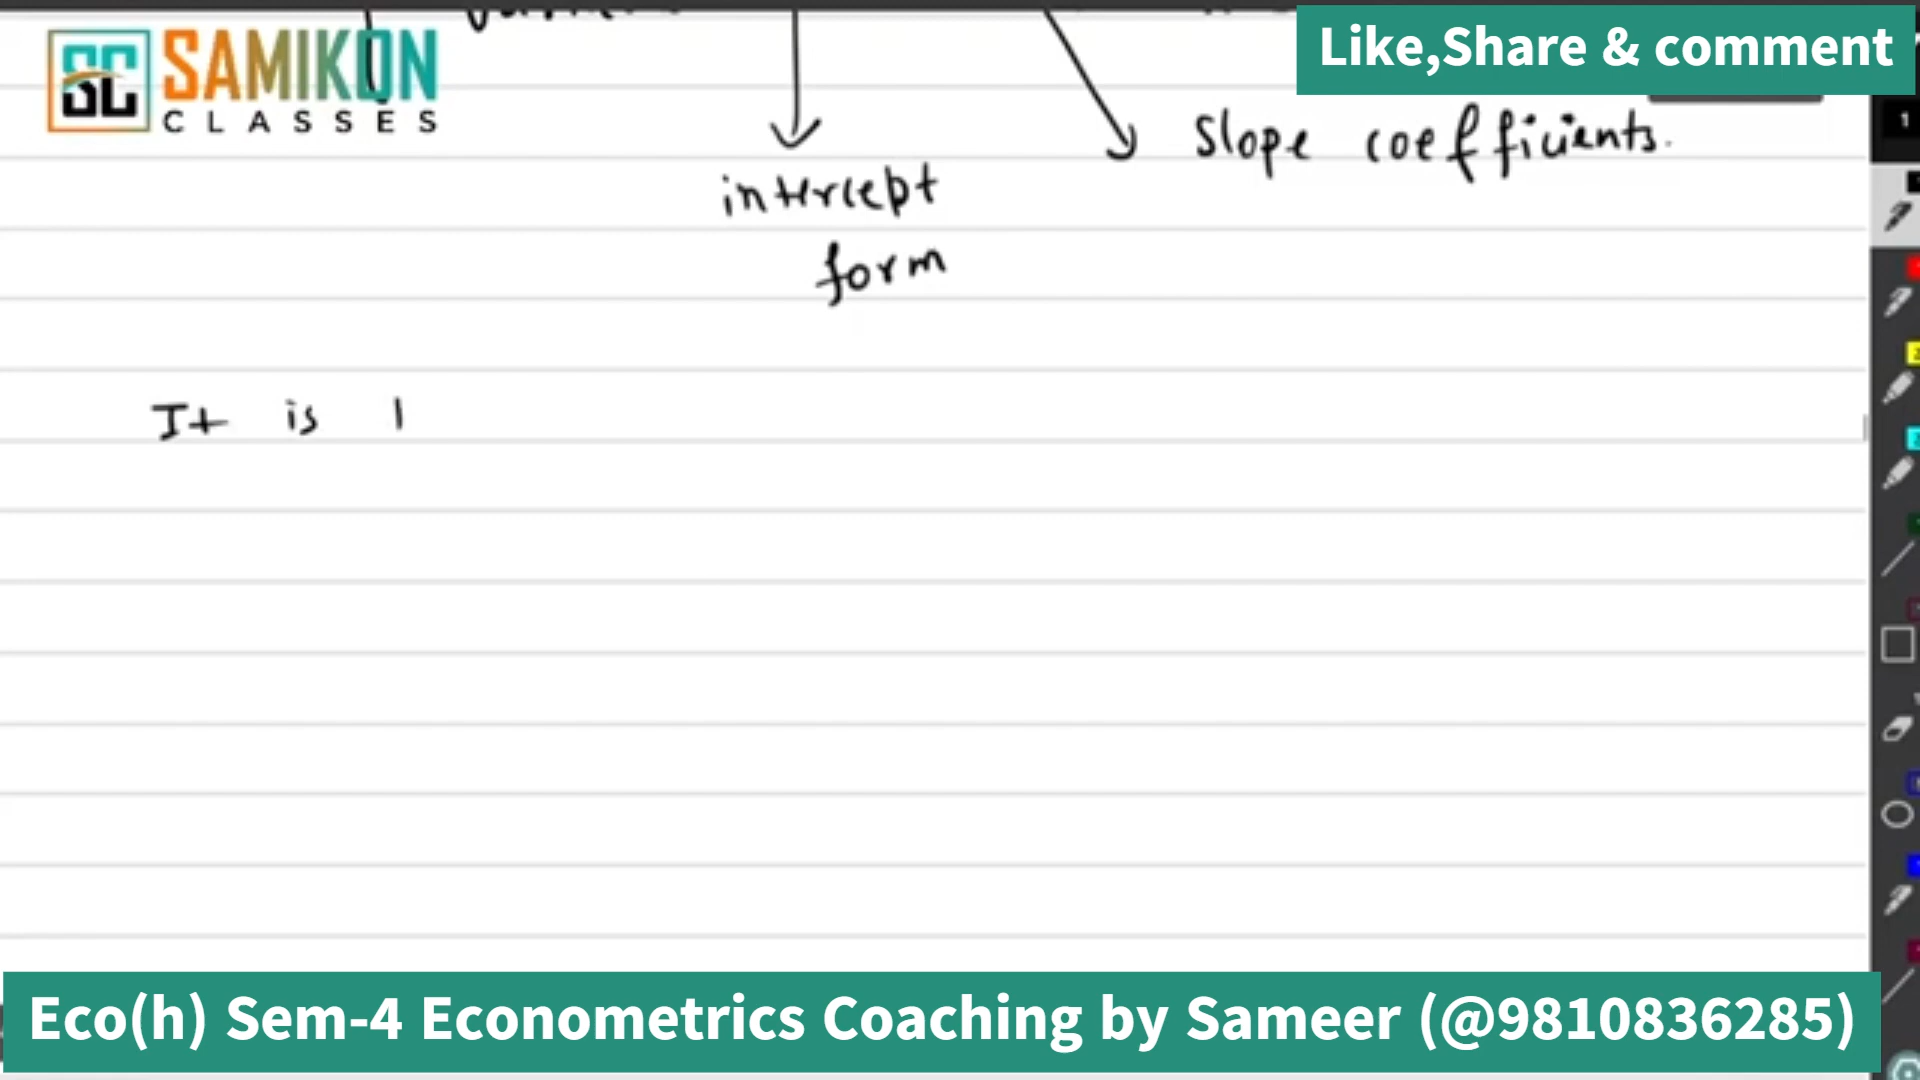 SC SAMIKON
CLASSES
Like,Share & comment
Slope coefficients.
intercept
form
It is
Eco(h) Sem-4 Econometrics Coaching by Sameer (@9810836285)